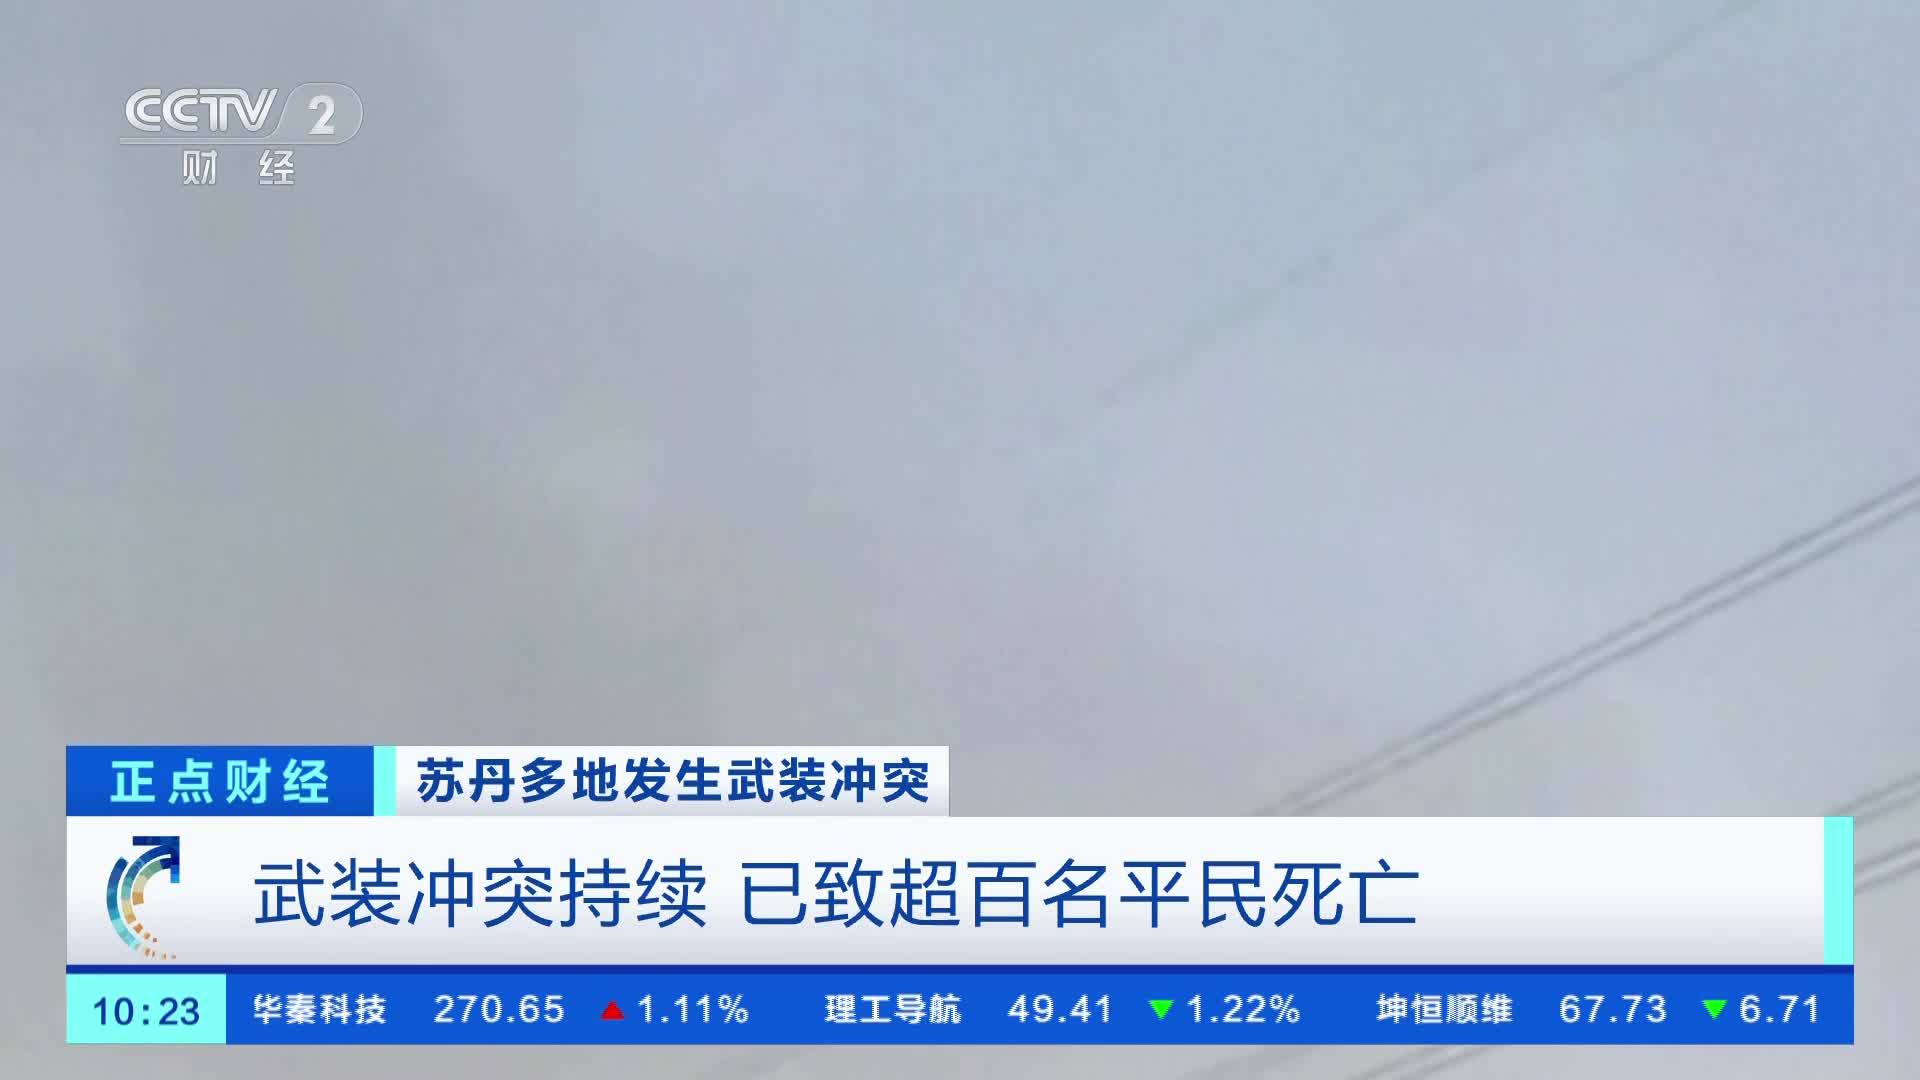 CCTV 2
财 经
正点财经 苏丹多地发生武装冲突
武装冲突持续 已致超百名平民死亡
10:23 华秦科技 270.65 ▲1.11% 理工导航 49.41 ▼1.22% 坤恒顺维 67.73 ▼6.71